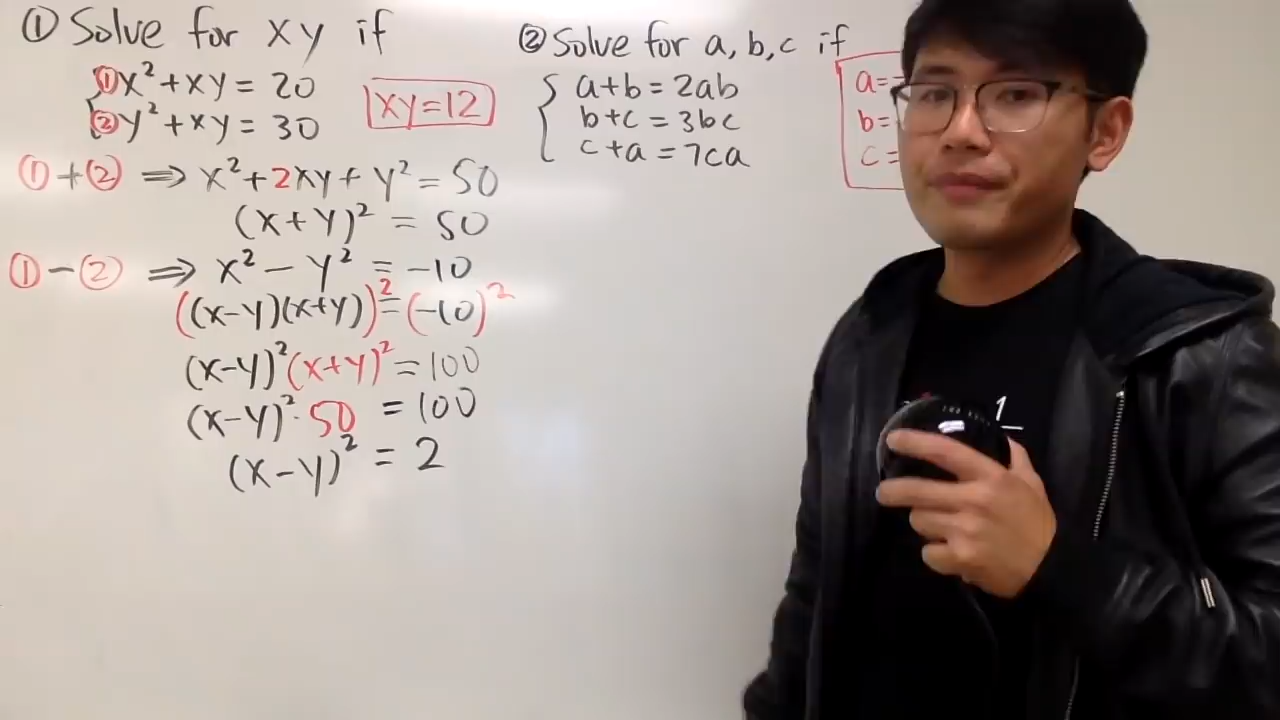 ① Solve for xy if
①x²+xy = 20
②y²+xy = 30
xy=12
①+② ⇒ x²+2xy+y²=50
(x+y)² = 50
①-② ⇒ x²-y² = -10
((x-y)(x+y))²=(-10)²
(x-y)²(x+y)²=100
(x-y)²·50 = 100
(x-y)² = 2
② Solve for a, b, c if
a+b = 2ab
b+c = 3bc
c+a = 7ca
a=
b=
c=
1